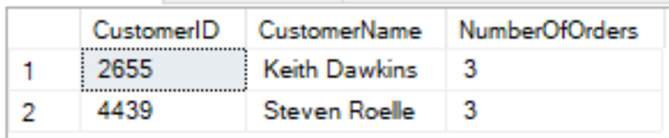 CustomerID CustomerName NumberOfOrders
1 2655 Keith Dawkins 3
2 4439 Steven Roelle 3